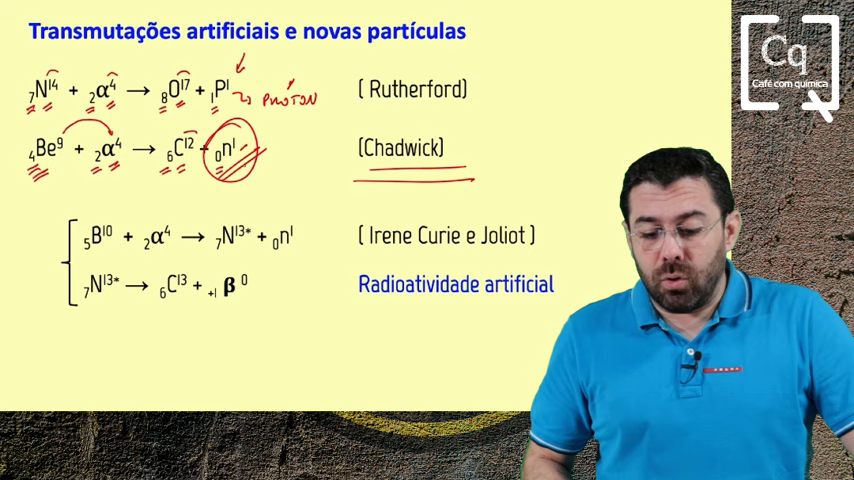 Transmutações artificiais e novas partículas
₇N¹⁴ + ₂α⁴ → ₈O¹⁷ + ₁P¹ → PRÓTON [ Rutherford)
₄Be⁹ + ₂α⁴ → ₆C¹² + ₀n¹ (Chadwick)
₅B¹⁰ + ₂α⁴ → ₇N¹³* + ₀n¹ ( Irene Curie e Joliot )
₇N¹³* → ₆C¹³ + ₊₁β⁰ Radioatividade artificial
Cq
Café com química